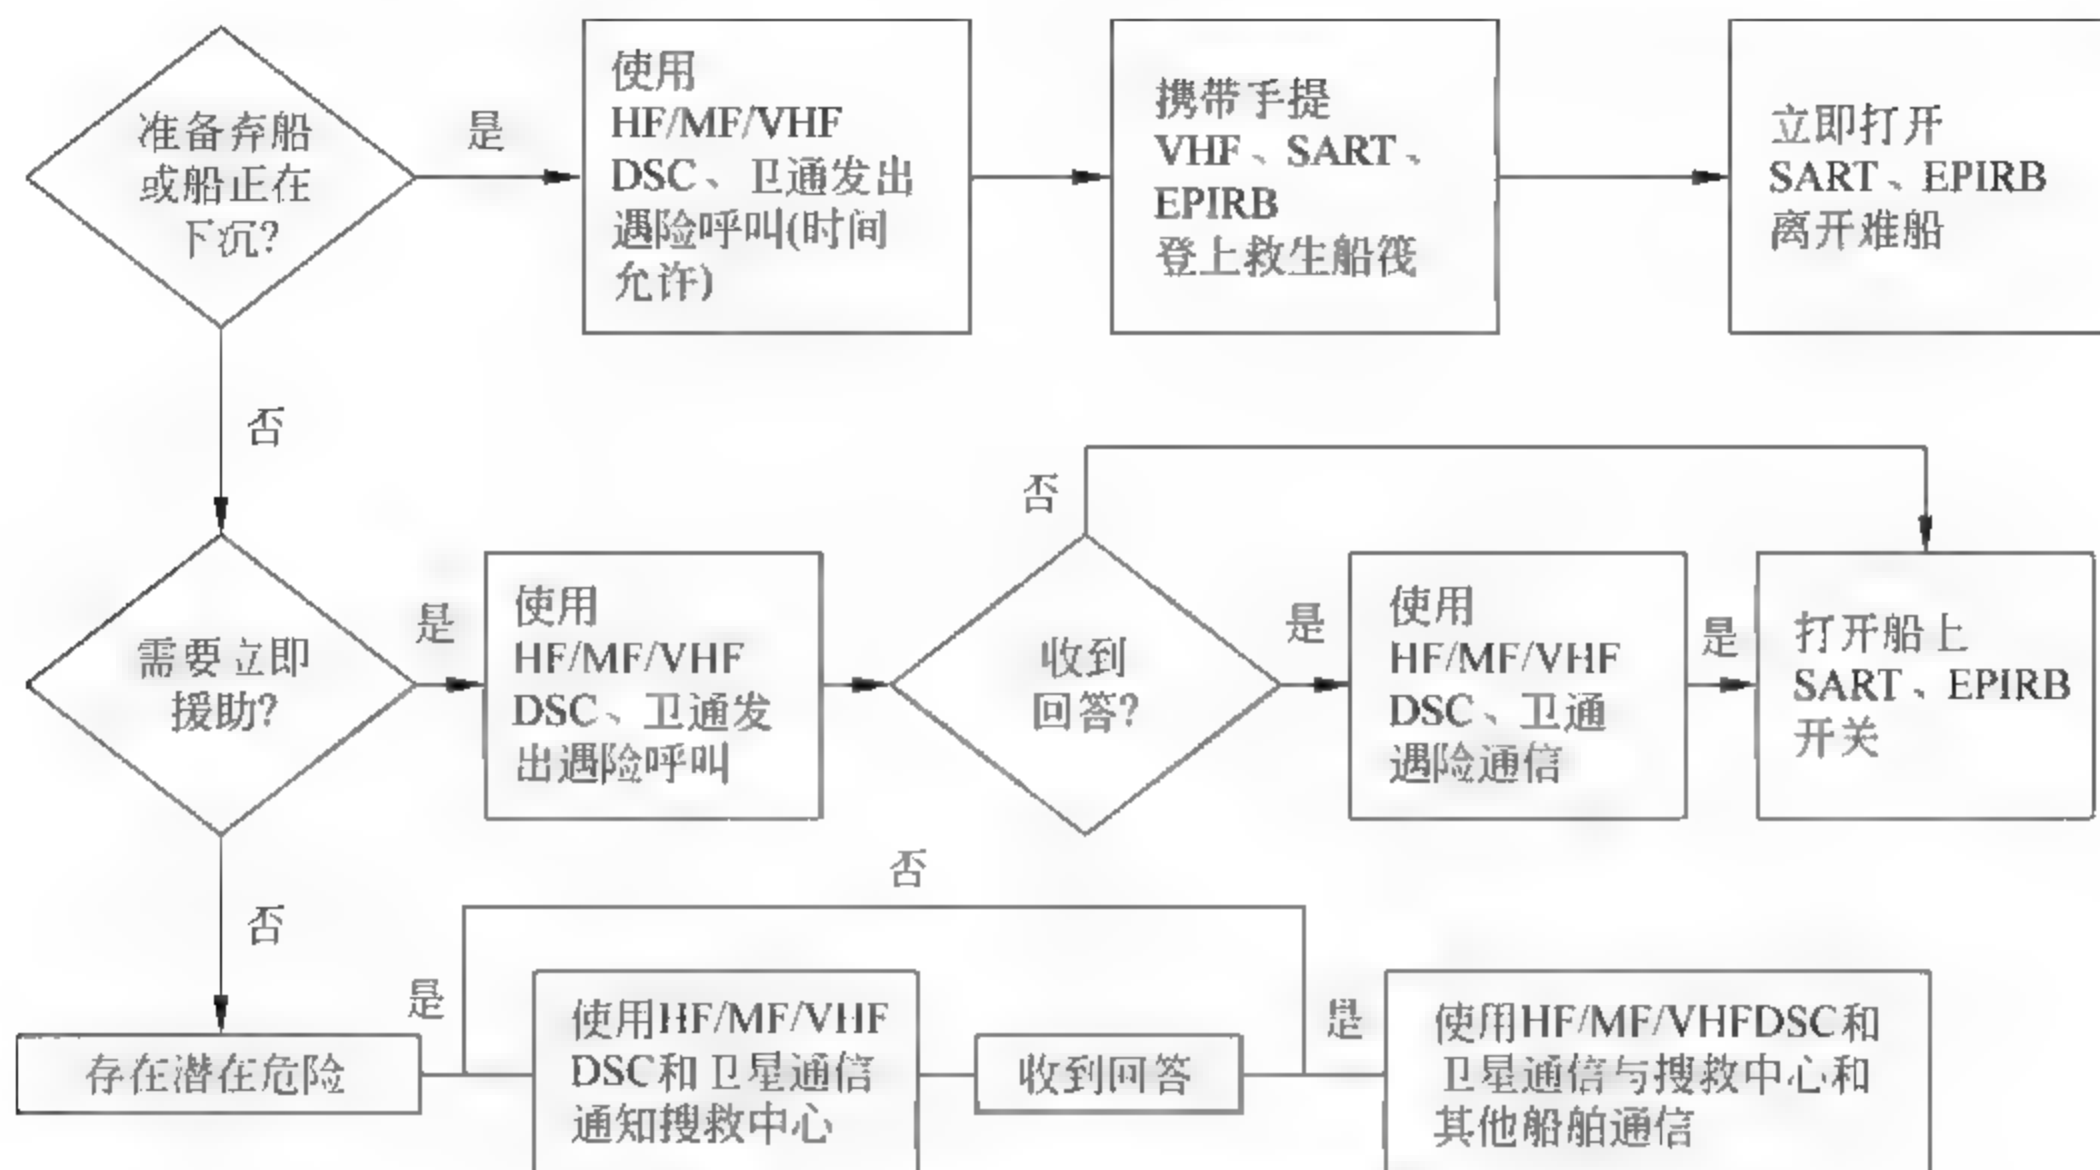 准备弃船
或船正在
下沉?
是
使用
HF/MF/VHF
DSC、卫通发出
遇险呼叫(时间
允许)
携带手提
VHF、SART、
EPIRB
登上救生船筏
立即打开
SART、EPIRB
离开难船
否
需要立即
援助?
是
使用
HF/MF/VHF
DSC、卫通发
出遇险呼叫
收到
回答?
否
是
使用
HF/MF/VHF
DSC、卫通
遇险通信
是
打开船上
SART、EPIRB
开关
否
存在潜在危险
是
否
使用HF/MF/VHF
DSC和卫星通信
通知搜救中心
收到回答
是
使用HF/MF/VHFDSC和
卫星通信与搜救中心和
其他船舶通信